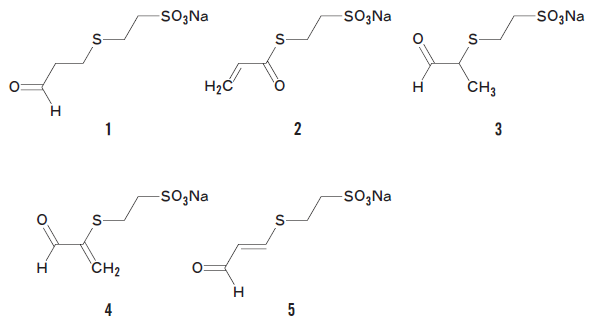 SO₃Na SO₃Na SO₃Na
S S O S
O H H₂C O H CH₃
1 2 3
SO₃Na SO₃Na
O S S
H CH₂ O H
4 5